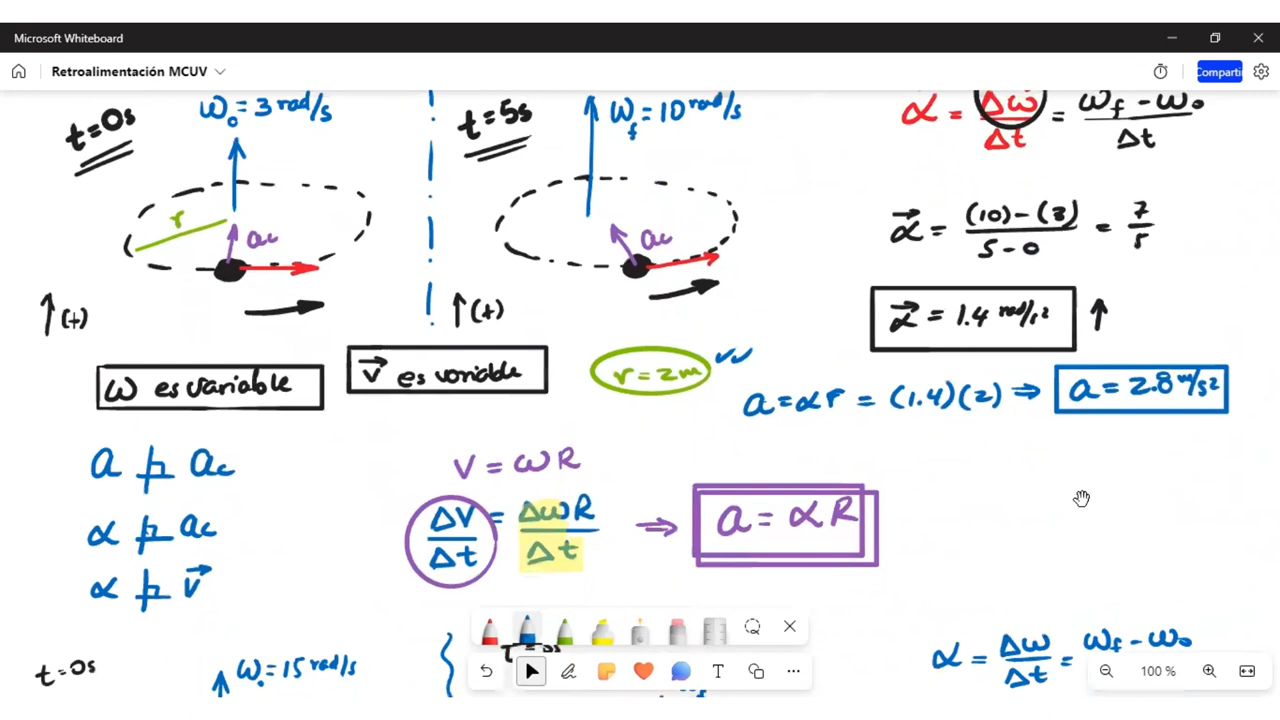 Microsoft Whiteboard
Retroalimentación MCUV
Comparti
t=0s
ω₀ = 3 rad/s
t=5s
ω_f = 10 rad/s
α = Δω/Δt = (ω_f - ω₀)/Δt
r
ac
ac
α⃗ = ((10)-(3))/(5-0) = 7/5
↑(+)
↑(+)
α⃗ = 1.4 rad/s² ↑
ω es variable
v⃗ es variable
r = 2m
a = αr = (1.4)(2) ⇒ a = 2.8 m/s²
a ac
α ac
α v⃗
v = ωR
ΔV/Δt = ΔωR/Δt ⇒ a = αR
t=0s
ω₀ = 15 rad/s
α = Δω/Δt = ω_f - ω₀
100 %